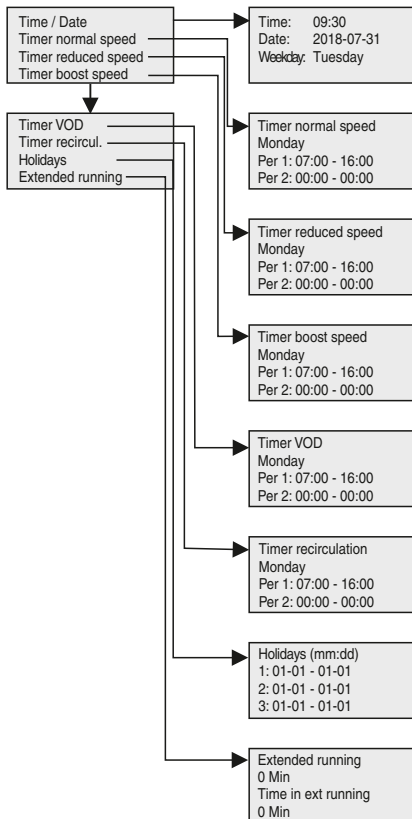 Time / Date
Timer normal speed
Timer reduced speed
Timer boost speed
Timer VOD
Timer recircul.
Holidays
Extended running
Time: 09:30
Date: 2018-07-31
Weekday: Tuesday
Timer normal speed
Monday
Per 1: 07:00 - 16:00
Per 2: 00:00 - 00:00
Timer reduced speed
Monday
Per 1: 07:00 - 16:00
Per 2: 00:00 - 00:00
Timer boost speed
Monday
Per 1: 07:00 - 16:00
Per 2: 00:00 - 00:00
Timer VOD
Monday
Per 1: 07:00 - 16:00
Per 2: 00:00 - 00:00
Timer recirculation
Monday
Per 1: 07:00 - 16:00
Per 2: 00:00 - 00:00
Holidays (mm:dd)
1: 01-01 - 01-01
2: 01-01 - 01-01
3: 01-01 - 01-01
Extended running
0 Min
Time in ext running
0 Min